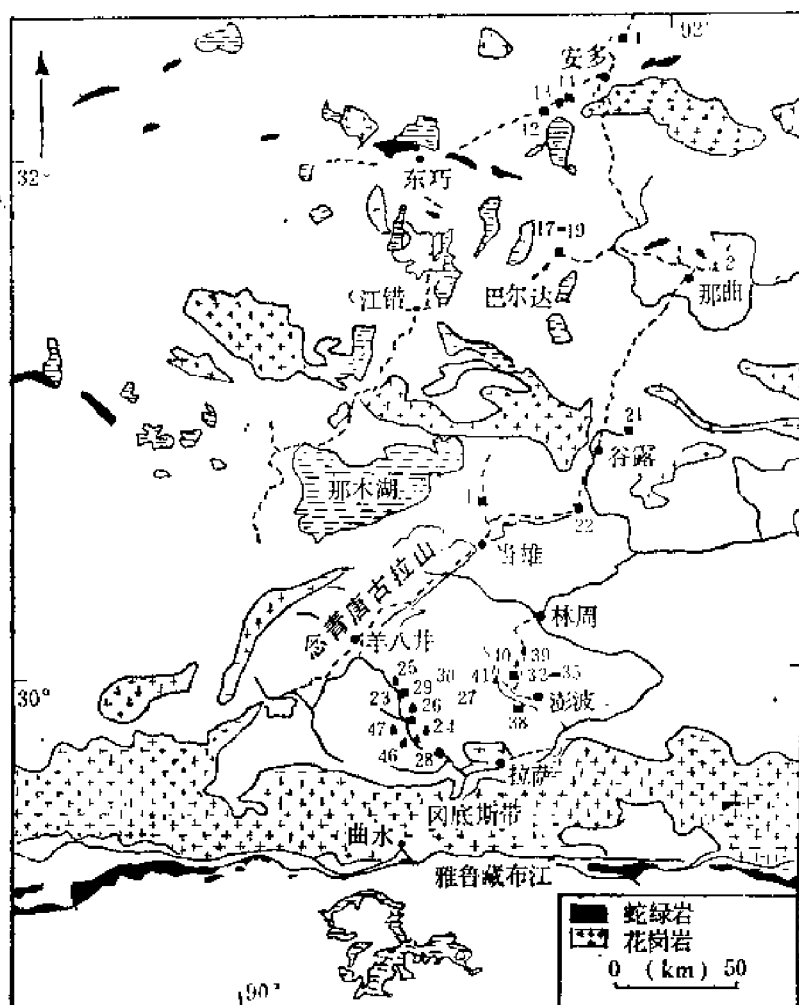 92°
1
安多
14
11
12
32°
东巧
17-19
2
江错
巴尔达
那曲
21
谷露
那木湖
22
当雄
念青唐古拉山
林周
羊八井
40 39
25 30 41 32-35
30°
23 29 27 澎波
26 38
47 24
46 28
拉萨
冈底斯带
曲水
雅鲁藏布江
蛇绿岩
花岗岩
0 (km) 50
90°